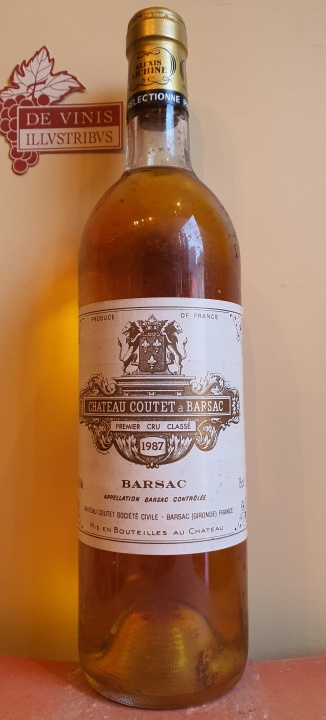 ALEXIS
LICHINE
SÉLECTIONNÉ P
DE VINIS
ILLVSTRIBVS
PRODUCE OF FRANCE
CHATEAU COUTET à BARSAC
PREMIER CRU CLASSÉ
1987
BARSAC
APPELLATION BARSAC CONTRÔLÉE
CHATEAU COUTET SOCIÉTÉ CIVILE - BARSAC (GIRONDE) FRANCE
MIS EN BOUTEILLES AU CHATEAU